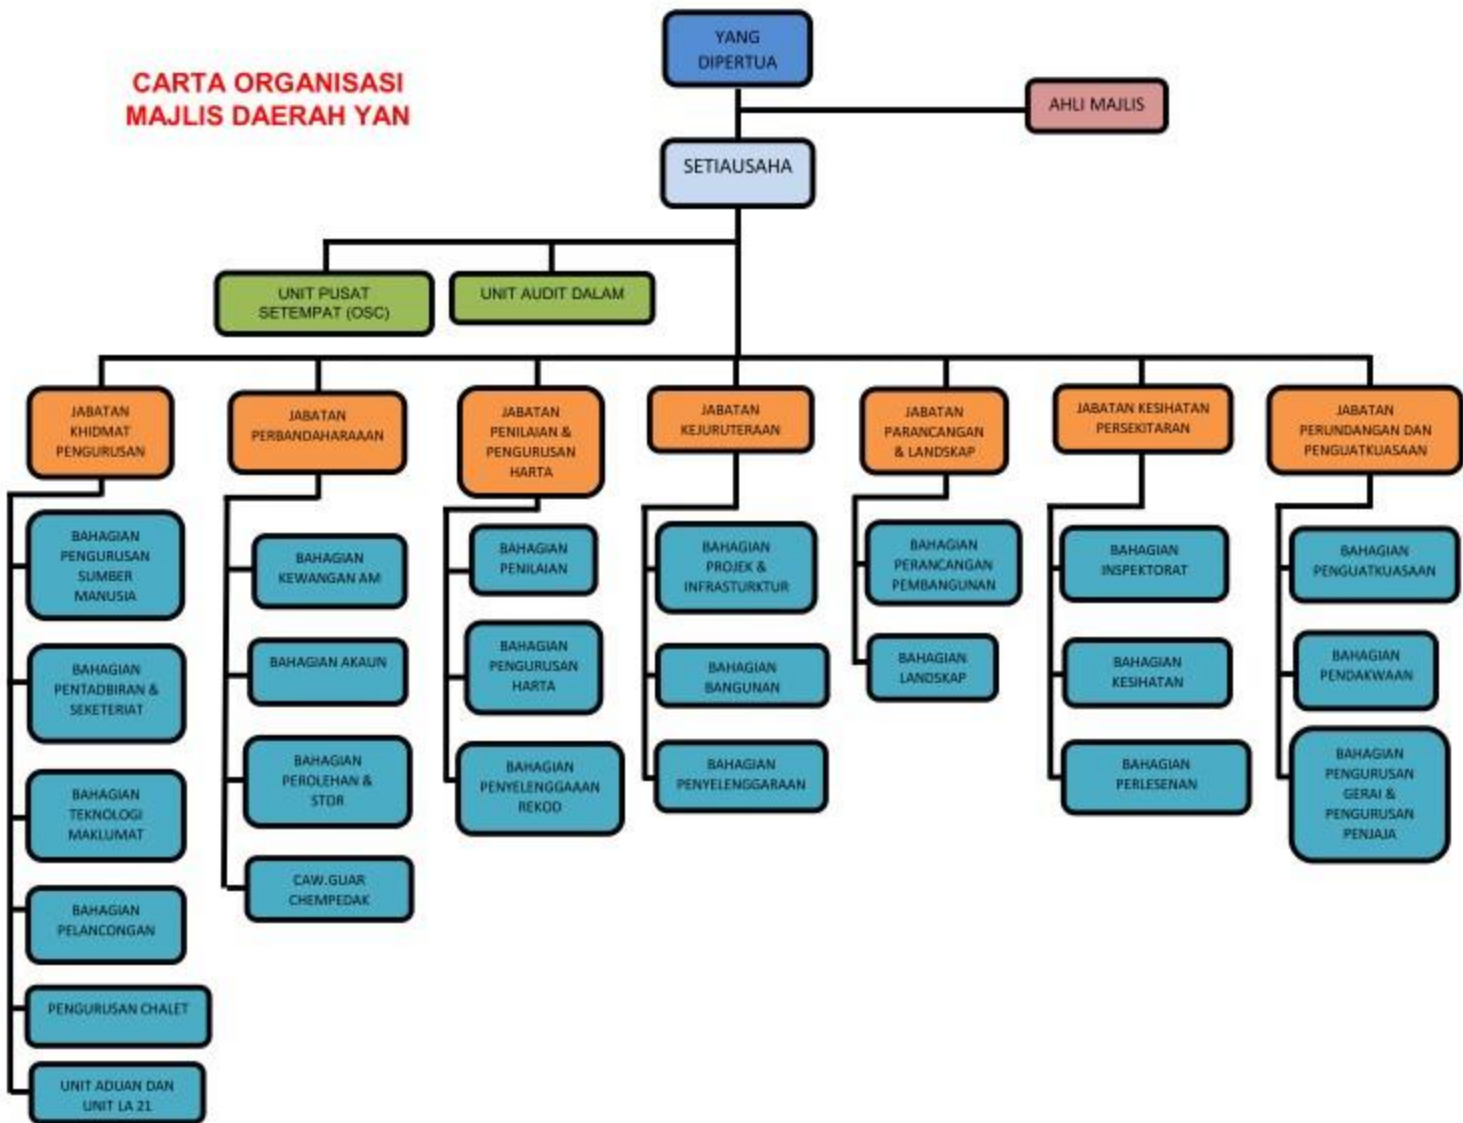 CARTA ORGANISASI
MAJLIS DAERAH YAN
YANG
DIPERTUA
AHLI MAJLIS
SETIAUSAHA
UNIT PUSAT
SETEMPAT (OSC)
UNIT AUDIT DALAM
JABATAN
KHIDMAT
PENGURUSAN
JABATAN
PERBANDAHARAAAN
JABATAN
PENILAIAN &
PENGURUSAN
HARTA
JABATAN
KEJURUTERAAN
JABATAN
PARANCANGAN
& LANDSKAP
JABATAN KESIHATAN
PERSEKITARAN
JABATAN
PERUNDANGAN DAN
PENGUATKUASAAN
BAHAGIAN
PENGURUSAN
SUMBER
MANUSIA
BAHAGIAN
PENTADBIRAN &
SEKETERIAT
BAHAGIAN
TEKNOLOGI
MAKLUMAT
BAHAGIAN
PELANCONGAN
PENGURUSAN CHALET
UNIT ADUAN DAN
UNIT LA 21
BAHAGIAN
KEWANGAN AM
BAHAGIAN AKAUN
BAHAGIAN
PEROLEHAN &
STOR
CAW.GUAR
CHEMPEDAK
BAHAGIAN
PENILAIAN
BAHAGIAN
PENGURUSAN
HARTA
BAHAGIAN
PENYELENGGAAAN
REKOD
BAHAGIAN
PROJEK &
INFRASTURKTUR
BAHAGIAN
BANGUNAN
BAHAGIAN
PENYELENGGARAAN
BAHAGIAN
PERANCANGAN
PEMBANGUNAN
BAHAGIAN
LANDSKAP
BAHAGIAN
INSPEKTORAT
BAHAGIAN
KESIHATAN
BAHAGIAN
PERLESENAN
BAHAGIAN
PENGUATKUASAAN
BAHAGIAN
PENDAKWAAN
BAHAGIAN
PENGURUSAN
GERAI &
PENGURUSAN
PENJAJA